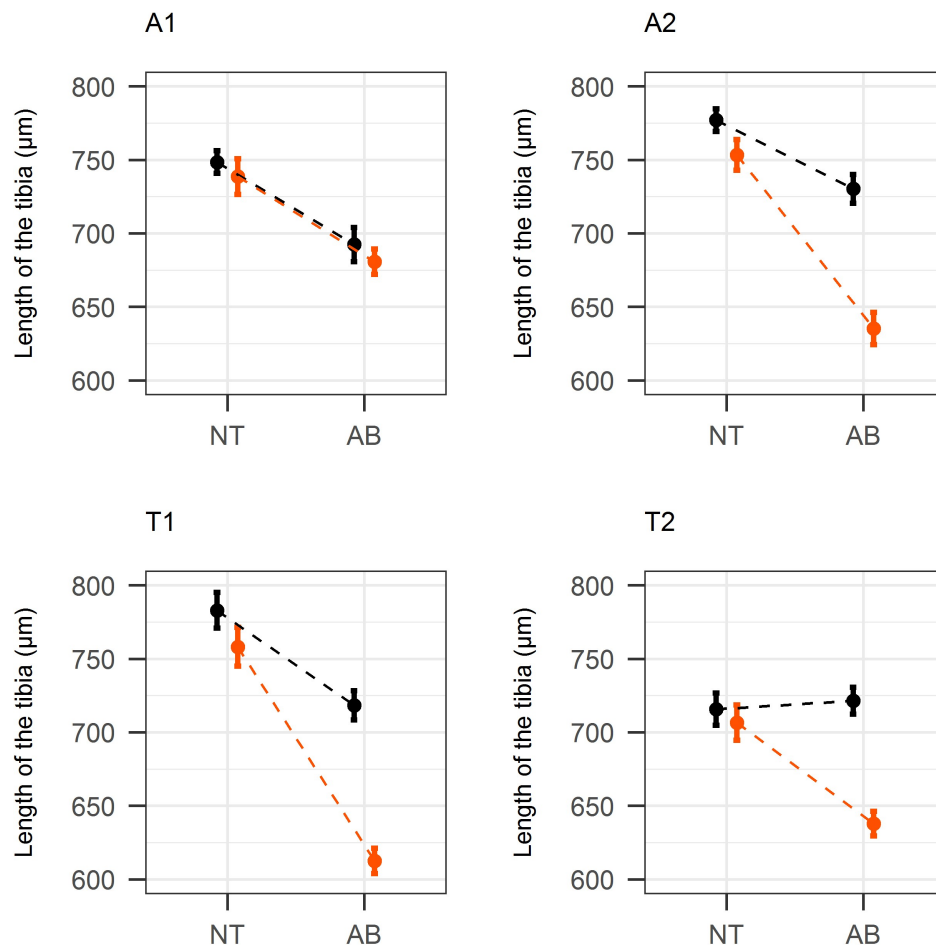 A1
Length of the tibia (µm)
800
750
700
650
600
NT AB
A2
Length of the tibia (µm)
800
750
700
650
600
NT AB
T1
Length of the tibia (µm)
800
750
700
650
600
NT AB
T2
Length of the tibia (µm)
800
750
700
650
600
NT AB